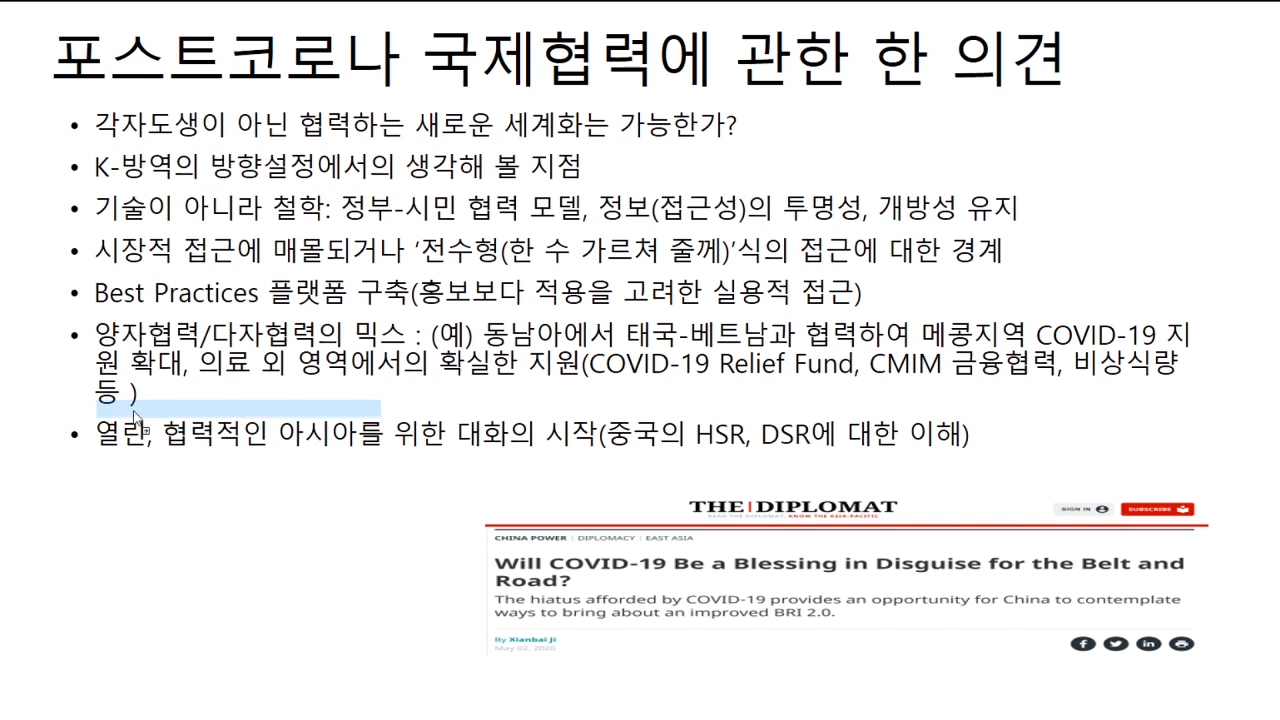 포스트코로나 국제협력에 관한 한 의견
• 각자도생이 아닌 협력하는 새로운 세계화는 가능한가?
• K-방역의 방향설정에서의 생각해 볼 지점
• 기술이 아니라 철학: 정부-시민 협력 모델, 정보(접근성)의 투명성, 개방성 유지
• 시장적 접근에 매몰되거나 ‘전수형(한 수 가르쳐 줄께)’식의 접근에 대한 경계
• Best Practices 플랫폼 구축(홍보보다 적용을 고려한 실용적 접근)
• 양자협력/다자협력의 믹스 : (예) 동남아에서 태국-베트남과 협력하여 메콩지역 COVID-19 지
원 확대, 의료 외 영역에서의 확실한 지원(COVID-19 Relief Fund, CMIM 금융협력, 비상식량
등 )
• 열린, 협력적인 아시아를 위한 대화의 시작(중국의 HSR, DSR에 대한 이해)
THE|DIPLOMAT
READ THE DIPLOMAT, KNOW THE ASIA-PACIFIC
SIGN IN
SUBSCRIBE
CHINA POWER | DIPLOMACY | EAST ASIA
Will COVID-19 Be a Blessing in Disguise for the Belt and
Road?
The hiatus afforded by COVID-19 provides an opportunity for China to contemplate
ways to bring about an improved BRI 2.0.
By Xianbai Ji
May 02, 2020